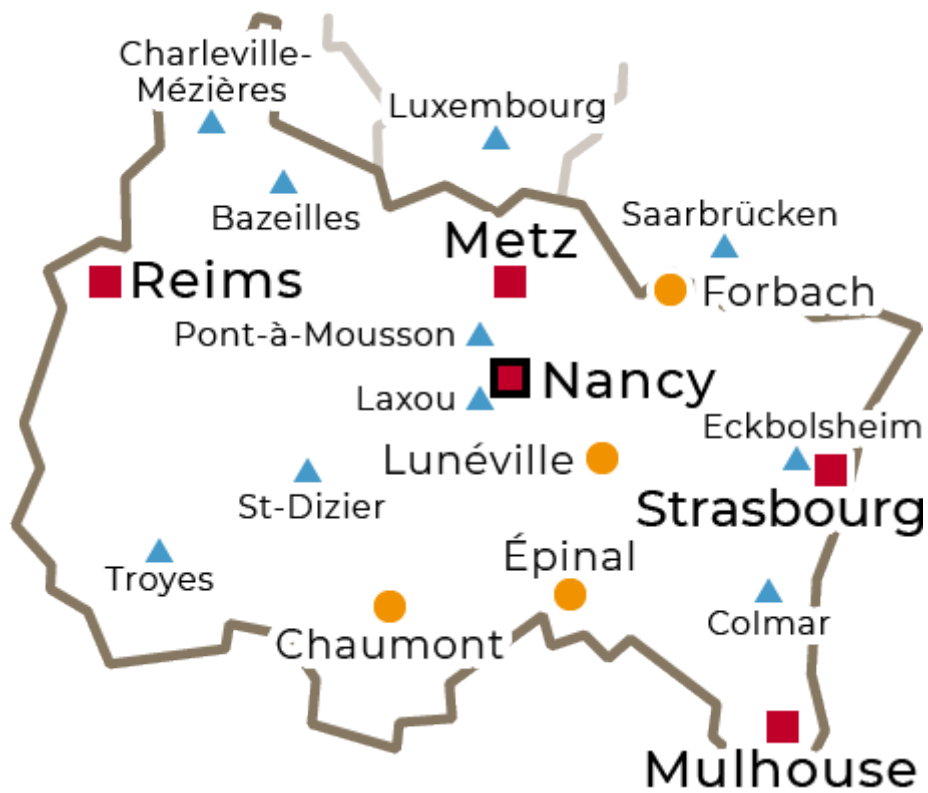 Charleville-
Mézières
Luxembourg
Bazeilles
Saarbrücken
Metz
Reims
Forbach
Pont-à-Mousson
Nancy
Laxou
Eckbolsheim
Lunéville
St-Dizier
Strasbourg
Épinal
Troyes
Colmar
Chaumont
Mulhouse